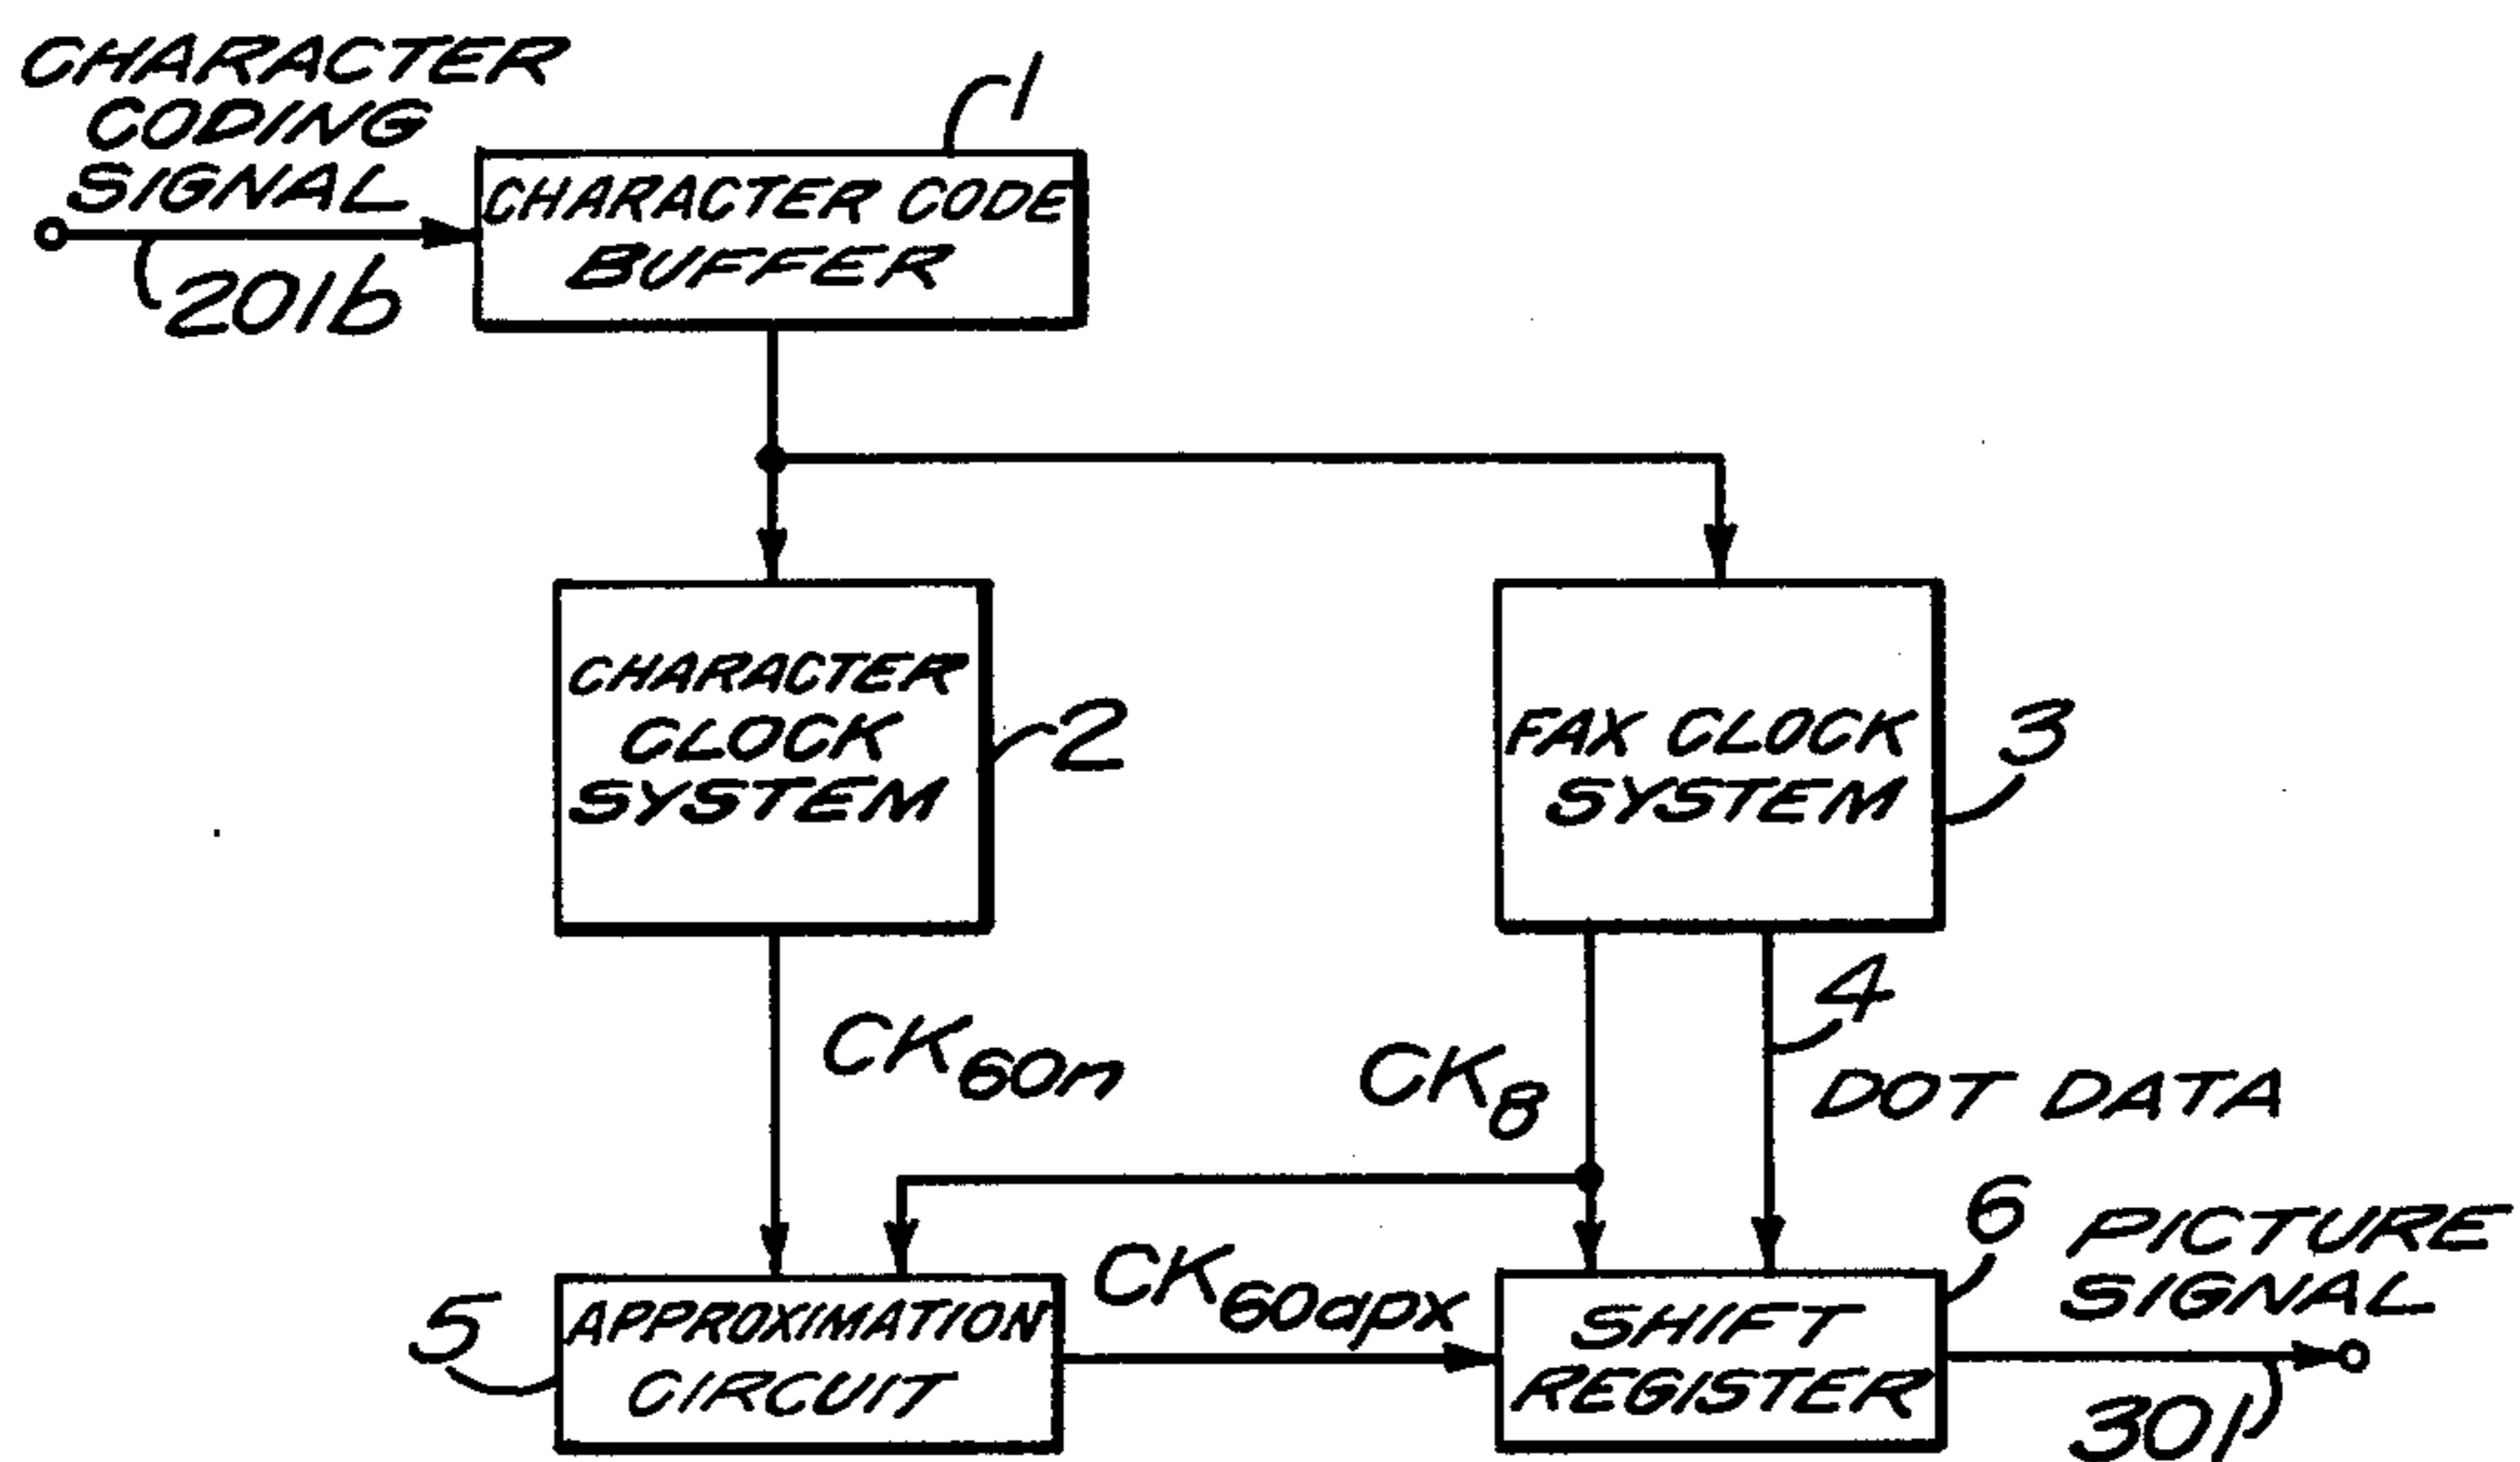 CHARACTER
CODING
SIGNAL
201b
1
CHARACTER CODE
BUFFER
CHARACTER
CLOCK
SYSTEM
2
FAX CLOCK
SYSTEM
3
CK60n
CK8
4
DOT DATA
5
APPROXIMATION
CIRCUIT
CK60apx
SHIFT
REGISTER
6
PICTURE
SIGNAL
301